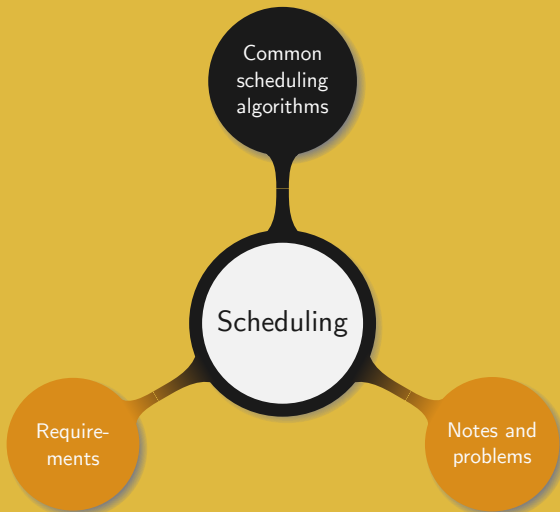 Common
scheduling
algorithms
Scheduling
Require-
ments
Notes and
problems